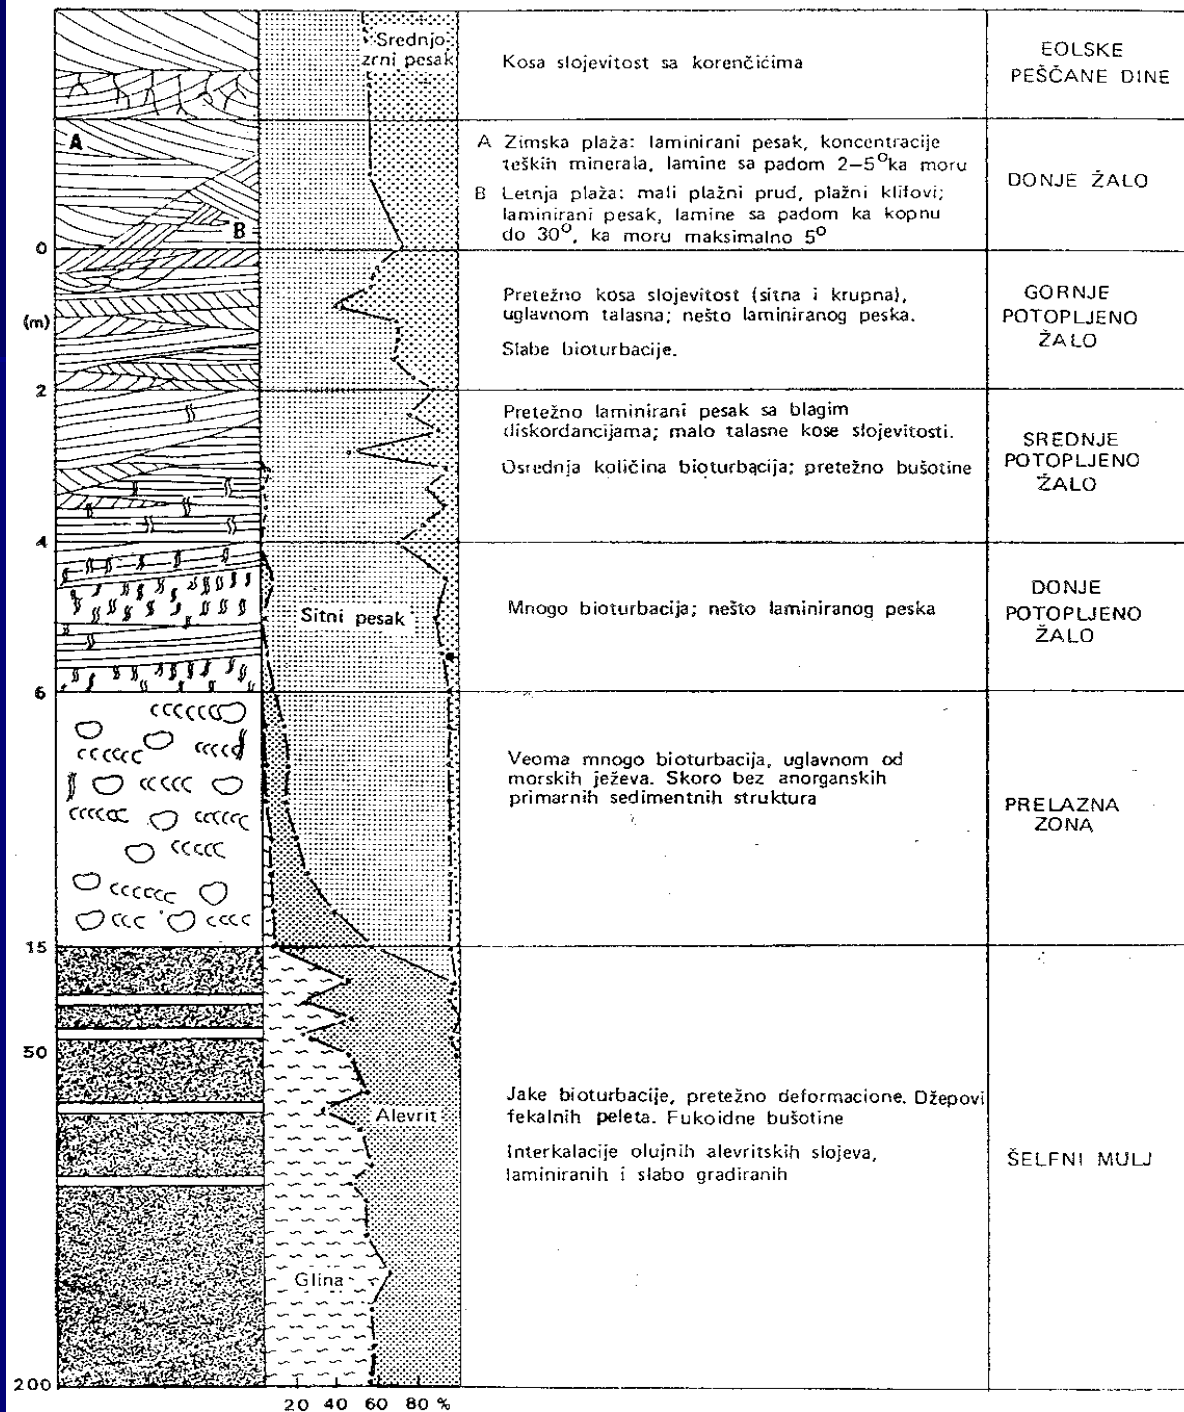 Srednjo-
zrni pesak
Kosa slojevitost sa korenčićima
EOLSKE
PEŠČANE DINE
A
A Zimska plaža: laminirani pesak, koncentracije
teških minerala, lamine sa padom 2–5° ka moru
B Letnja plaža: mali plažni prud, plažni klifovi;
laminirani pesak, lamine sa padom ka kopnu
do 30°, ka moru maksimalno 5°
DONJE ŽALO
B
0
(m)
Pretežno kosa slojevitost (sitna i krupna),
uglavnom talasna; nešto laminiranog peska.
Slabe bioturbacije.
GORNJE
POTOPLJENO
ŽALO
2
Pretežno laminirani pesak sa blagim
diskordancijama; malo talasne kose slojevitosti.
Osrednja količina bioturbacija; pretežno bušotine
SREDNJE
POTOPLJENO
ŽALO
4
Sitni pesak
Mnogo bioturbacija; nešto laminiranog peska
DONJE
POTOPLJENO
ŽALO
6
Veoma mnogo bioturbacija, uglavnom od
morskih ježeva. Skoro bez anorganskih
primarnih sedimentnih struktura
PRELAZNA
ZONA
15
50
Alevrit
Jake bioturbacije, pretežno deformacione. Džepovi
fekalnih peleta. Fukoidne bušotine
Interkalacije olujnih alevritskih slojeva,
laminiranih i slabo gradiranih
ŠELFNI MULJ
Glina
200
20 40 60 80 %